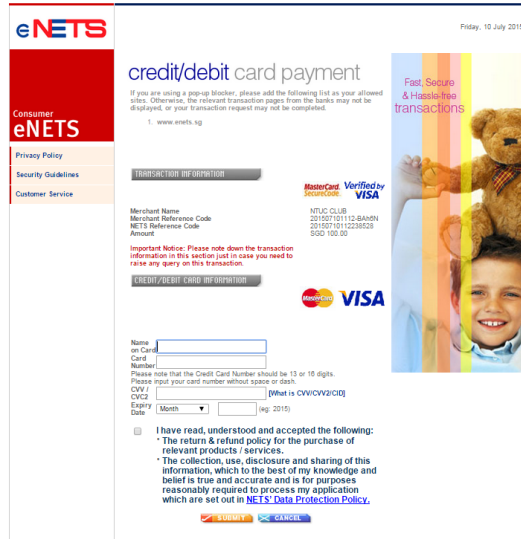 eNETS
Friday, 10 July 2015
credit/debit card payment
If you are using a pop-up blocker, please add the following list as your allowed
sites. Otherwise, the relevant transaction pages from the banks may not be
displayed, or your transaction request may not be completed.
1. www.enets.sg
Fast, Secure
& Hassle-free
transactions
Consumer
eNETS
Privacy Policy
Security Guidelines
Customer Service
TRANSACTION INFORMATION
MasterCard.
SecureCode.
Verified by
VISA
Merchant Name NTUC CLUB
Merchant Reference Code 201507101112-BAh6N
NETS Reference Code 20150710112238528
Amount SGD 100.00
Important Notice: Please note down the transaction
information in this section just in case you need to
raise any query on this transaction.
CREDIT/DEBIT CARD INFORMATION
MasterCard VISA
Name
on Card
Card
Number
Please note that the Credit Card Number should be 13 or 16 digits.
Please input your card number without space or dash.
CVV /
CVC2 [What is CVV/CVV2/CID]
Expiry
Date Month (eg: 2015)
I have read, understood and accepted the following:
* The return & refund policy for the purchase of
relevant products / services.
* The collection, use, disclosure and sharing of this
information, which to the best of my knowledge and
belief is true and accurate and is for purposes
reasonably required to process my application
which are set out in NETS' Data Protection Policy.
SUBMIT CANCEL